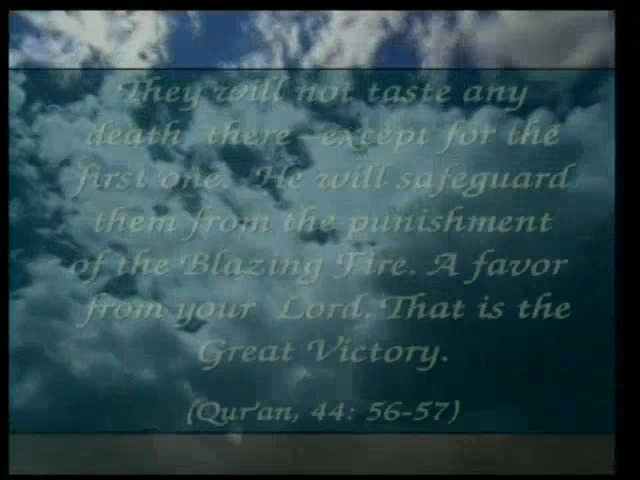 They will not taste any
death there—except for the
first one. He will safeguard
them from the punishment
of the Blazing Fire. A favor
from your Lord. That is the
Great Victory.
(Qur'an, 44: 56-57)